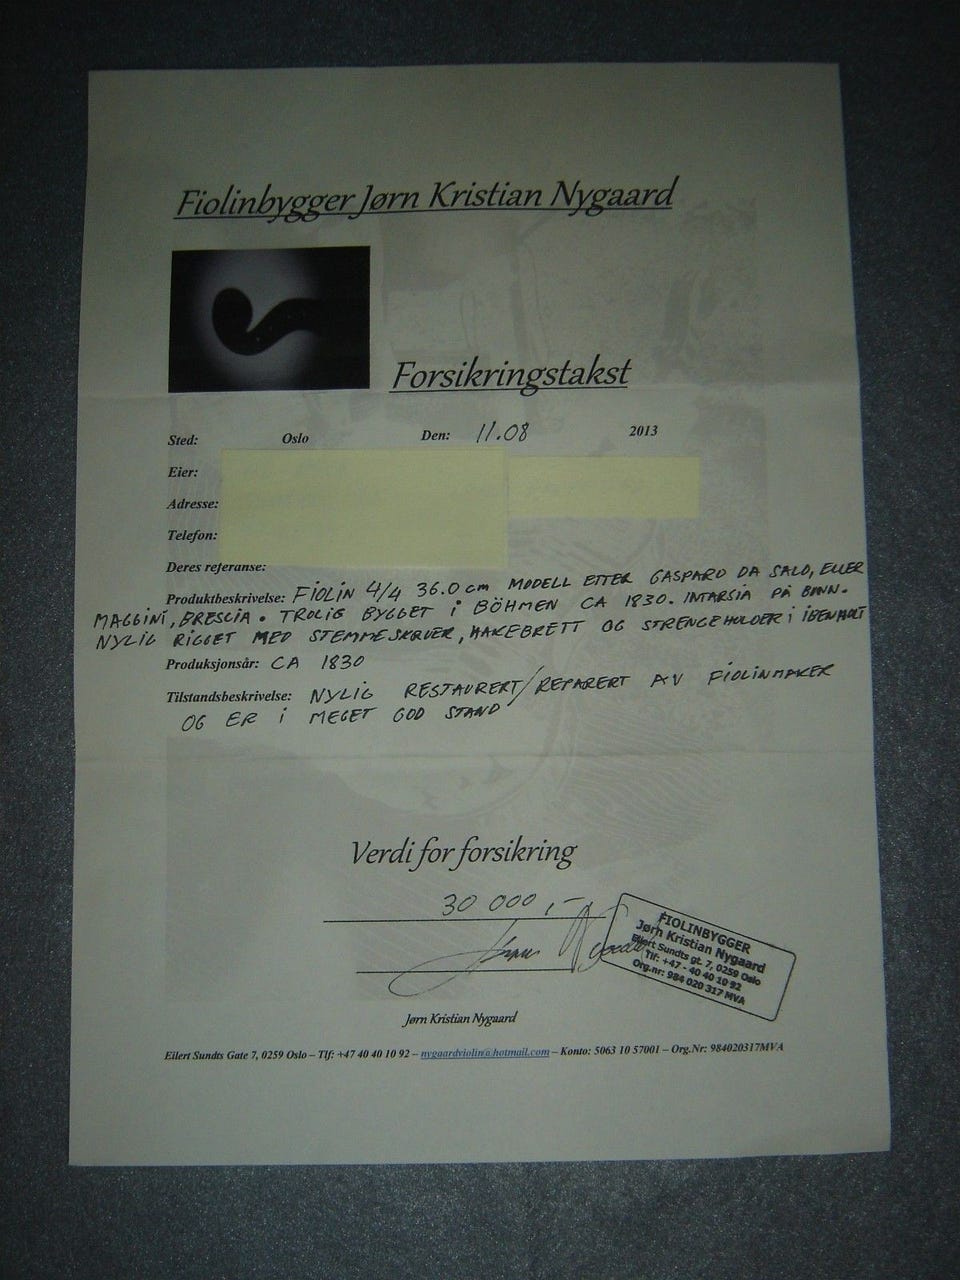 Fiolinbygger Jørn Kristian Nygaard
Forsikringstakst
Sted: Oslo Den: 11.08 2013
Eier:
Adresse:
Telefon:
Deres referanse:
Produktbeskrivelse: FIOLIN 4/4 36.0 cm MODELL ETTER GASPARO DA SALO, ELLER
MAGGINI, BRESCIA. TROLIG BYGGET I BÖHMEN CA 1830. INTARSIA PÅ BUNN.
NYLIG RIGGET MED STEMMESKRUER, HAKEBRETT OG STRENGEHOLDER I IBENHOLT
Produksjonsår: CA 1830
Tilstandsbeskrivelse: NYLIG RESTAURERT/REPARERT AV FIOLINMAKER
OG ER I MEGET GOD STAND
Verdi for forsikring
30 000,-
FIOLINBYGGER
Jørn Kristian Nygaard
Eilert Sundts gt. 7, 0259 Oslo
Tlf: +47 - 40 40 10 92
Org.nr: 984 020 317 MVA
Jørn Kristian Nygaard
Eilert Sundts Gate 7, 0259 Oslo – Tlf: +47 40 40 10 92 – nygaardviolin@hotmail.com – Konto: 5063 10 57001 – Org.Nr: 984020317MVA